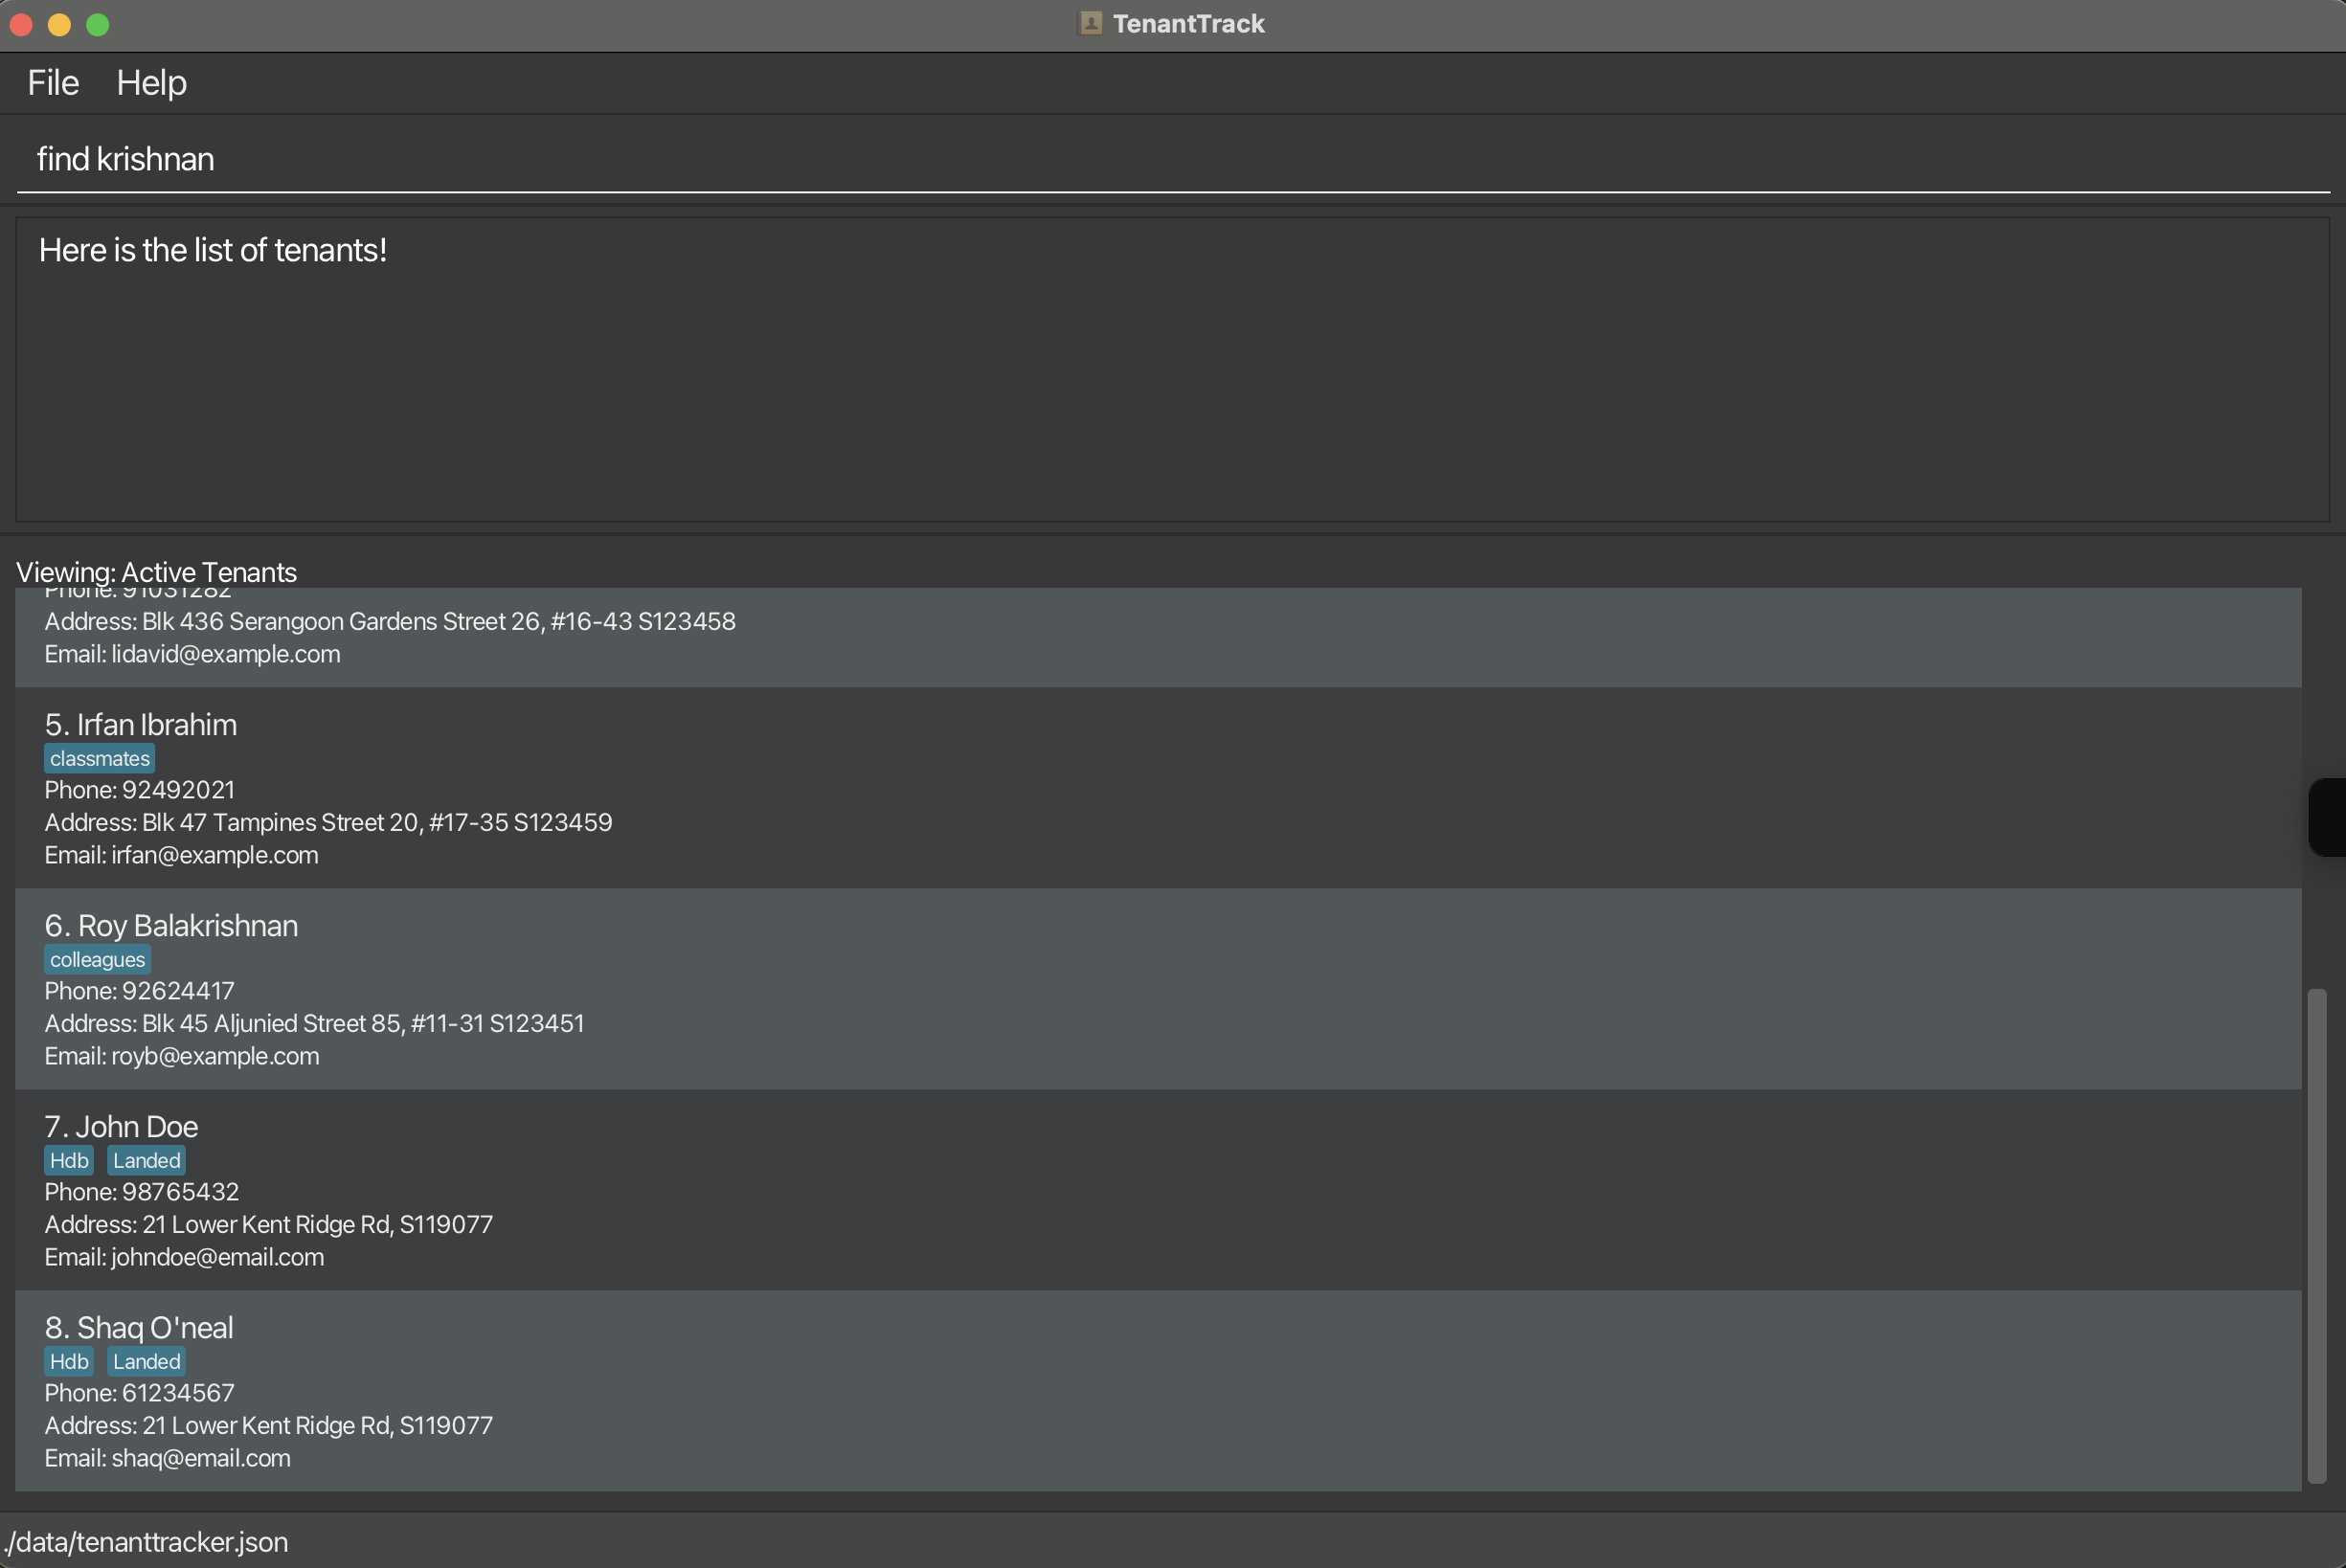 TenantTrack
File Help
find krishnan
Here is the list of tenants!
Viewing: Active Tenants
Phone: 91031282
Address: Blk 436 Serangoon Gardens Street 26, #16-43 S123458
Email: lidavid@example.com
5. Irfan Ibrahim
classmates
Phone: 92492021
Address: Blk 47 Tampines Street 20, #17-35 S123459
Email: irfan@example.com
6. Roy Balakrishnan
colleagues
Phone: 92624417
Address: Blk 45 Aljunied Street 85, #11-31 S123451
Email: royb@example.com
7. John Doe
Hdb Landed
Phone: 98765432
Address: 21 Lower Kent Ridge Rd, S119077
Email: johndoe@email.com
8. Shaq O'neal
Hdb Landed
Phone: 61234567
Address: 21 Lower Kent Ridge Rd, S119077
Email: shaq@email.com
./data/tenanttracker.json